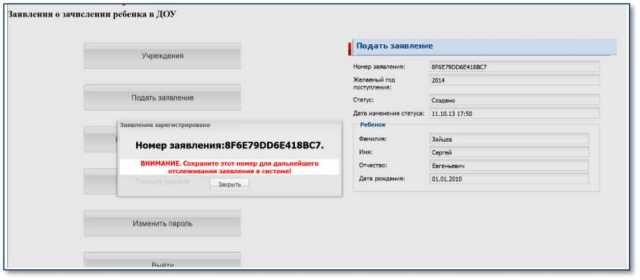 Заявления о зачислении ребенка в ДОУ
Учреждения
Подать заявление
Изменить пароль
Выйти
Заявление зарегистрировано
Номер заявления:8F6E79DD6E418BC7.
ВНИМАНИЕ. Сохраните этот номер для дальнейшего
отслеживания заявления в системе!
Закрыть
Подать заявление
Номер заявления: 8F6E79DD6E418BC7
Желаемый год
поступления: 2014
Статус: Создано
Дата изменения статуса: 11.10.13 17:50
Ребенок
Фамилия: Зайцев
Имя: Сергей
Отчество: Евгеньевич
Дата рождения: 01.01.2010